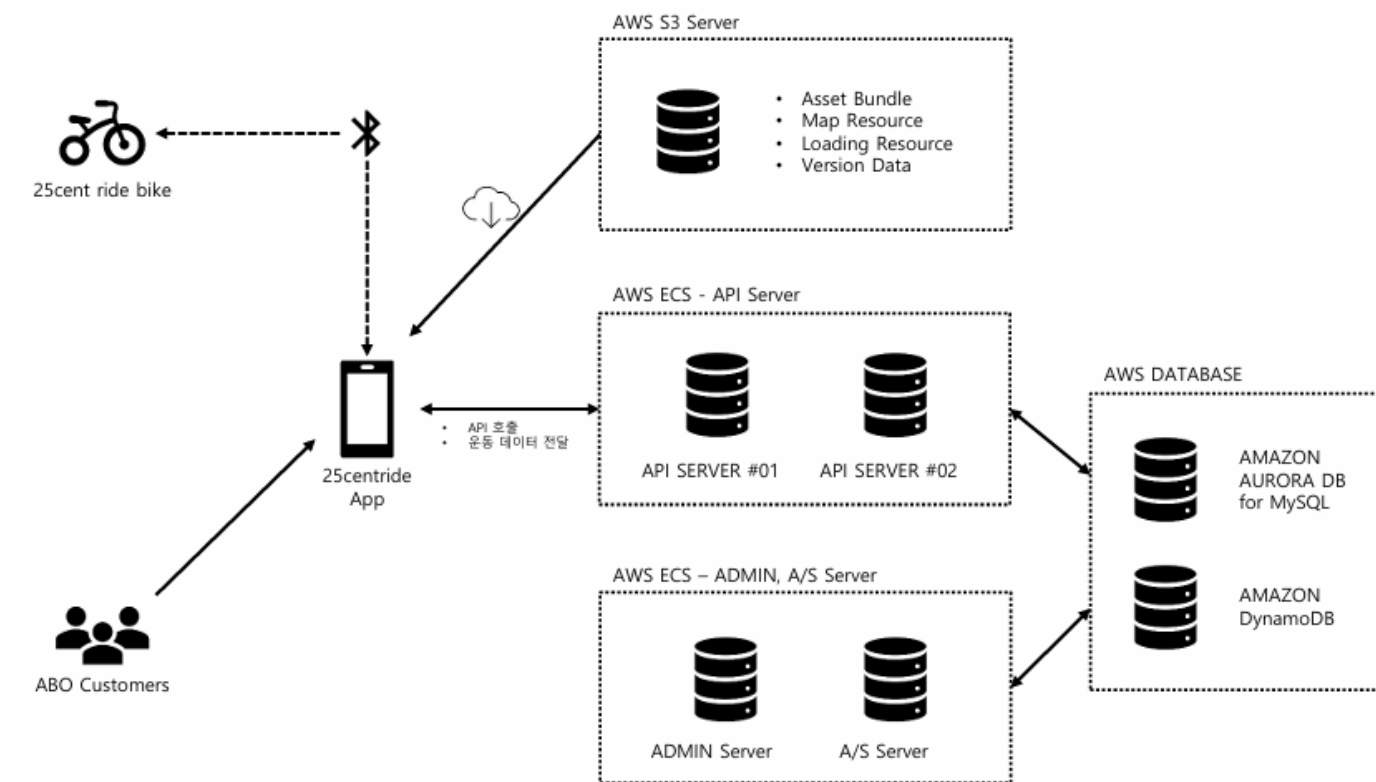 AWS S3 Server
• Asset Bundle
• Map Resource
• Loading Resource
• Version Data
25cent ride bike
AWS ECS - API Server
API SERVER #01
API SERVER #02
• API 호출
• 운동 데이터 전달
25centride
App
AWS DATABASE
AMAZON
AURORA DB
for MySQL
AMAZON
DynamoDB
AWS ECS – ADMIN, A/S Server
ADMIN Server
A/S Server
ABO Customers